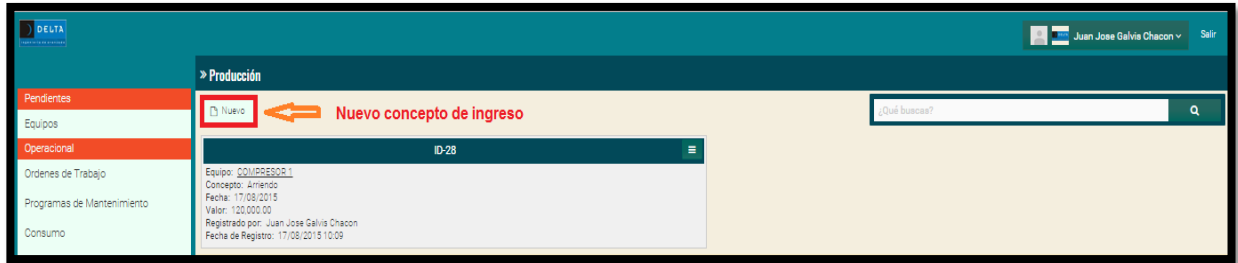 DELTA
Juan Jose Galvis Chacon
Salir
» Producción
Pendientes
Equipos
Operacional
Ordenes de Trabajo
Programas de Mantenimiento
Consumo
Nuevo
Nuevo concepto de ingreso
¿Qué buscas?
ID-28
Equipo: COMPRESOR 1
Concepto: Arriendo
Fecha: 17/08/2015
Valor: 120,000.00
Registrado por: Juan Jose Galvis Chacon
Fecha de Registro: 17/08/2015 10:09